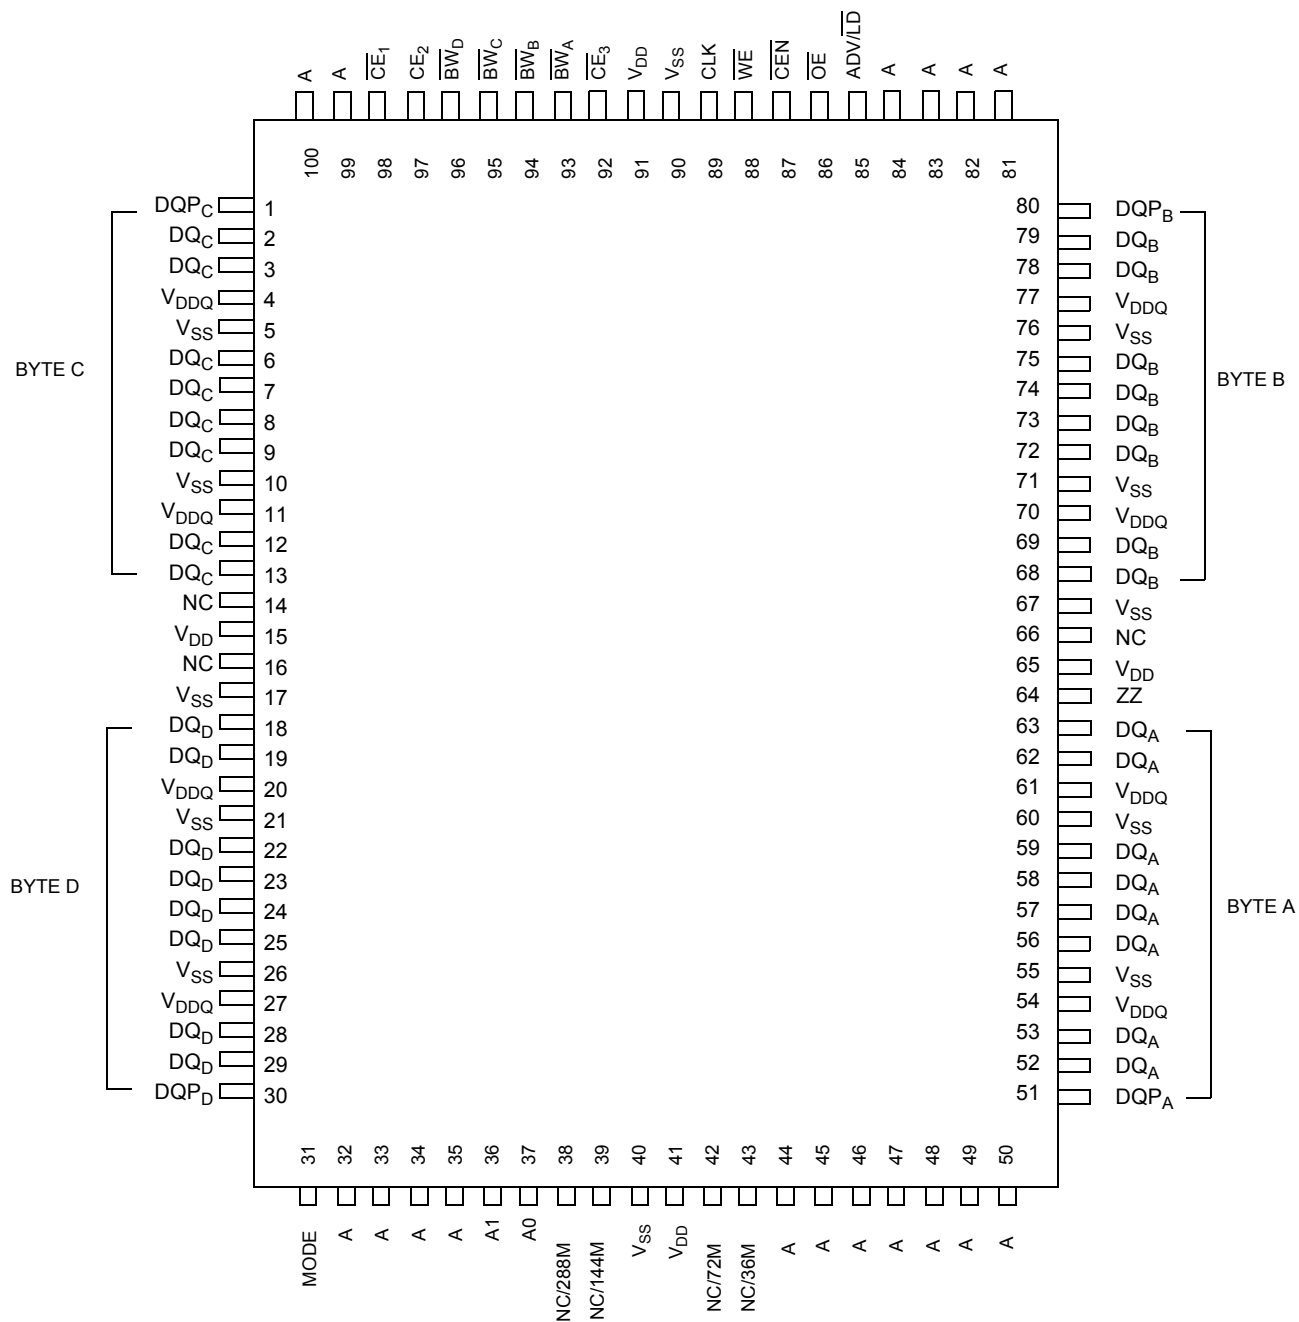 A A CE1 CE2 BWD BWC BWB BWA CE3 VDD VSS CLK WE CEN OE ADV/LD A A A A
100 99 98 97 96 95 94 93 92 91 90 89 88 87 86 85 84 83 82 81
DQPC 1 80 DQPB
DQC 2 79 DQB
DQC 3 78 DQB
VDDQ 4 77 VDDQ
VSS 5 76 VSS
DQC 6 75 DQB
BYTE C
BYTE B
DQC 7 74 DQB
DQC 8 73 DQB
DQC 9 72 DQB
VSS 10 71 VSS
VDDQ 11 70 VDDQ
DQC 12 69 DQB
DQC 13 68 DQB
NC 14 67 VSS
VDD 15 66 NC
NC 16 65 VDD
VSS 17 64 ZZ
DQD 18 63 DQA
DQD 19 62 DQA
VDDQ 20 61 VDDQ
VSS 21 60 VSS
DQD 22 59 DQA
DQD 23 58 DQA
BYTE D
BYTE A
DQD 24 57 DQA
DQD 25 56 DQA
VSS 26 55 VSS
VDDQ 27 54 VDDQ
DQD 28 53 DQA
DQD 29 52 DQA
DQPD 30 51 DQPA
31 32 33 34 35 36 37 38 39 40 41 42 43 44 45 46 47 48 49 50
MODE A A A A A1 A0 NC/288M NC/144M VSS VDD NC/72M NC/36M A A A A A A A